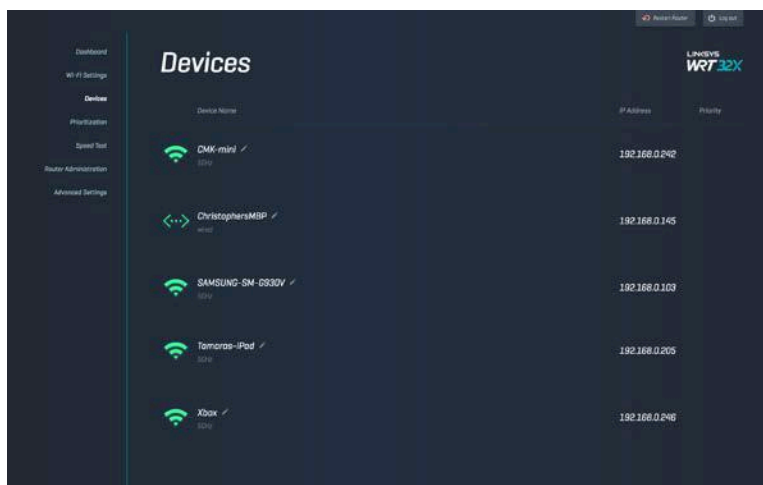 Restart Router
Log out
Dashboard
Wi-Fi Settings
Devices
Prioritization
Speed Test
Router Administration
Advanced Settings
Devices
LINKSYS
WRT 32X
Device Name
IP Address
Priority
CMK-mini
5GHz
192.168.0.242
ChristophersMBP
wired
192.168.0.145
SAMSUNG-SM-G930V
5GHz
192.168.0.103
Tamaras-iPad
5GHz
192.168.0.205
Xbox
5GHz
192.168.0.246